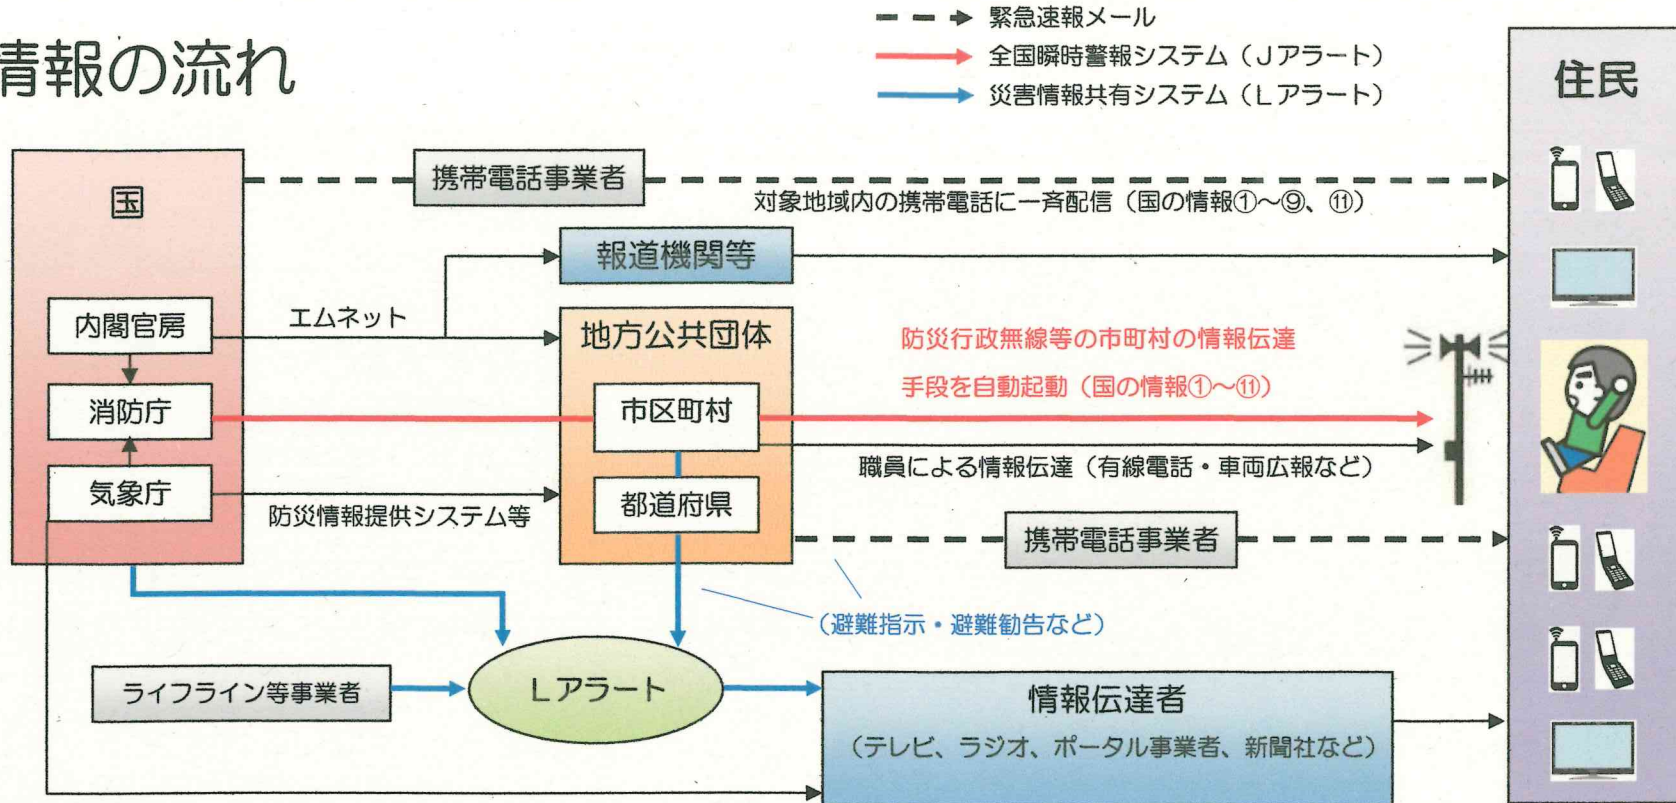 情報の流れ
緊急速報メール
全国瞬時警報システム（Jアラート）
災害情報共有システム（Lアラート）
住民
国
携帯電話事業者
対象地域内の携帯電話に一斉配信（国の情報①～⑨、⑪）
報道機関等
内閣官房
エムネット
地方公共団体
防災行政無線等の市町村の情報伝達
手段を自動起動（国の情報①～⑪）
消防庁
市区町村
職員による情報伝達（有線電話・車両広報など）
気象庁
防災情報提供システム等
都道府県
携帯電話事業者
（避難指示・避難勧告など）
ライフライン等事業者
Lアラート
情報伝達者
（テレビ、ラジオ、ポータル事業者、新聞社など）